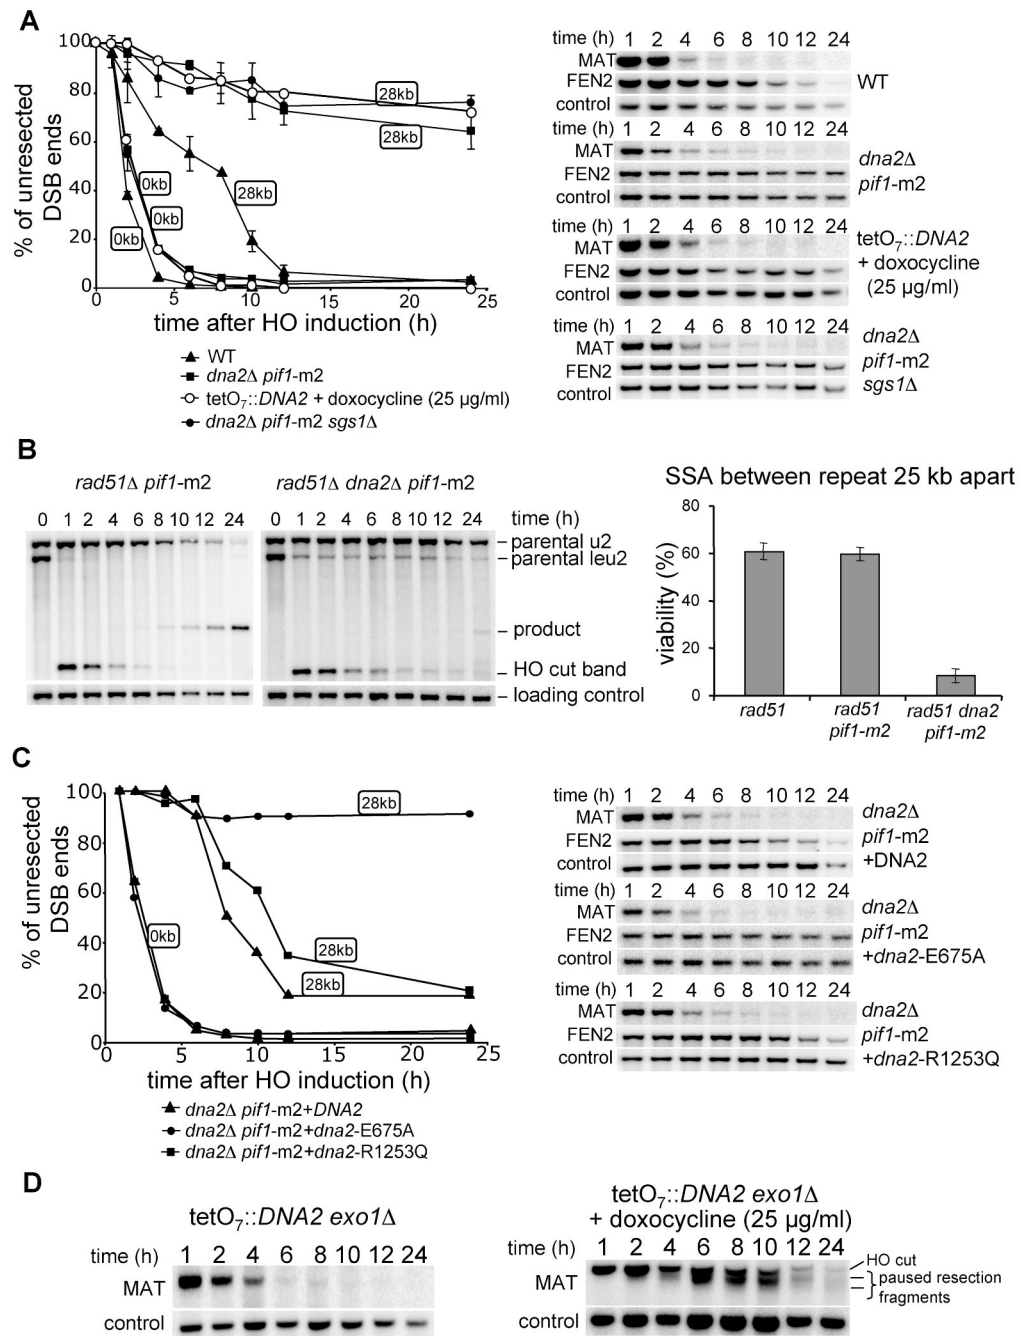 A
% of unresected
DSB ends
100
80
60
40
20
0
0 5 10 15 20 25
28kb
28kb
28kb
0kb
0kb
0kb
time after HO induction (h)
WT
dna2Δ pif1-m2
tetO7::DNA2 + doxocycline (25 µg/ml)
dna2Δ pif1-m2 sgs1Δ
time (h) 1 2 4 6 8 10 12 24
MAT
FEN2
control
WT
1 2 4 6 8 10 12 24
time (h)
MAT
FEN2
control
dna2Δ
pif1-m2
time (h) 1 2 4 6 8 10 12 24
MAT
FEN2
control
tetO7::DNA2
+ doxocycline
(25 µg/ml)
time (h) 1 2 4 6 8 10 12 24
MAT
FEN2
control
dna2Δ
pif1-m2
sgs1Δ
B
rad51Δ pif1-m2
0 1 2 4 6 8 10 12 24
rad51Δ dna2Δ pif1-m2
0 1 2 4 6 8 10 12 24
time (h)
parental u2
parental leu2
product
HO cut band
loading control
SSA between repeat 25 kb apart
viability (%)
80
60
40
20
0
rad51
rad51
pif1-m2
rad51 dna2
pif1-m2
C
% of unresected
DSB ends
100
80
60
40
20
0
5 10 15 20 25
28kb
0kb
28kb
28kb
time after HO induction (h)
dna2Δ pif1-m2+DNA2
dna2Δ pif1-m2+dna2-E675A
dna2Δ pif1-m2+dna2-R1253Q
time (h) 1 2 4 6 8 10 12 24
MAT
FEN2
control
dna2Δ
pif1-m2
+DNA2
time (h) 1 2 4 6 8 10 12 24
MAT
FEN2
control
dna2Δ
pif1-m2
+dna2-E675A
time (h) 1 2 4 6 8 10 12 24
MAT
FEN2
control
dna2Δ
pif1-m2
+dna2-R1253Q
D
tetO7::DNA2 exo1Δ
time (h) 1 2 4 6 8 10 12 24
MAT
control
tetO7::DNA2 exo1Δ
+ doxocycline (25 µg/ml)
time (h) 1 2 4 6 8 10 12 24
MAT
control
HO cut
paused resection
fragments